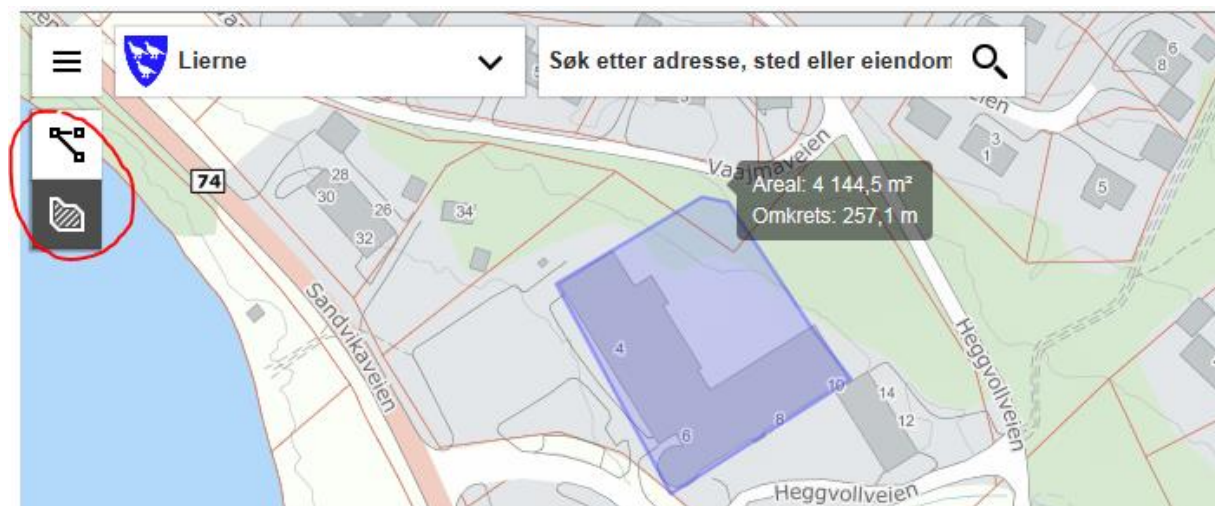 Lierne
Søk etter adresse, sted eller eiendom
6
8
eien
3
1
5
Vaajmaveien
Areal: 4 144,5 m²
Omkrets: 257,1 m
74
28
30
26
32
34
Sandvikaveien
4
6
8
10
14
12
Heggvollveien
Heggvollveien